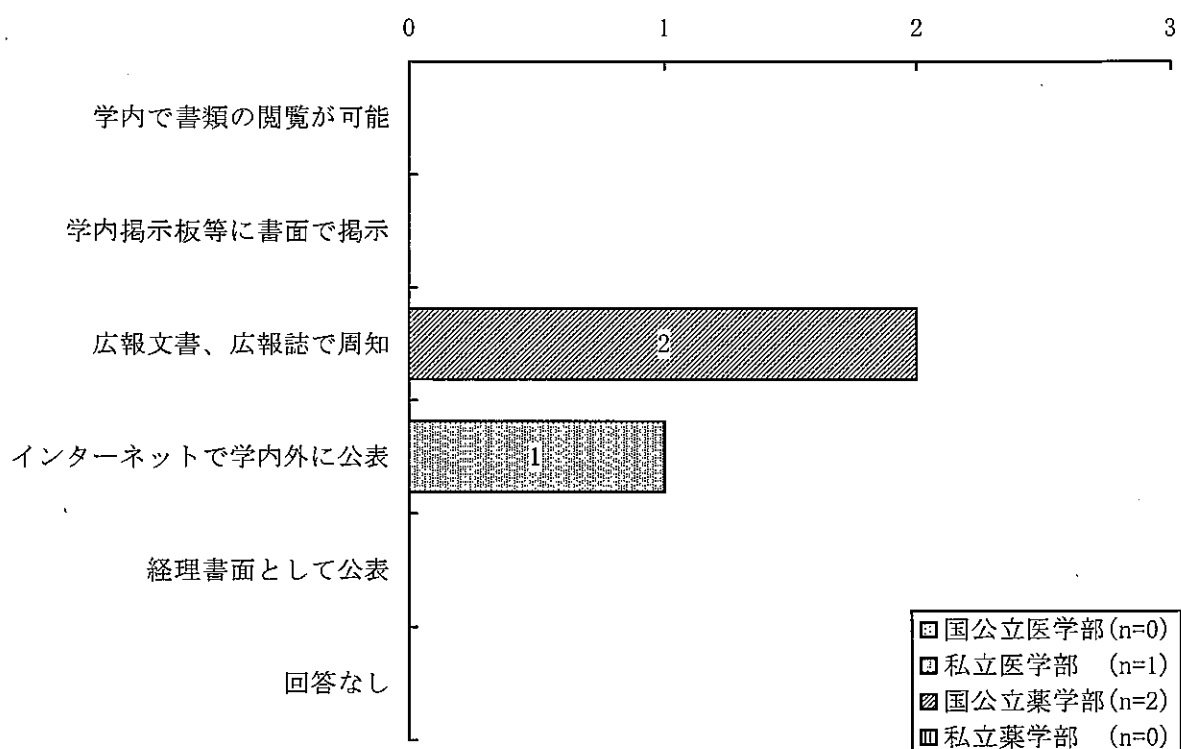 0 1 2 3
学内で書類の閲覧が可能
学内掲示板等に書面で掲示
広報文書、広報誌で周知
2
インターネットで学内外に公表
1
経理書面として公表
回答なし
国公立医学部(n=0)
私立医学部 (n=1)
国公立薬学部(n=2)
私立薬学部 (n=0)